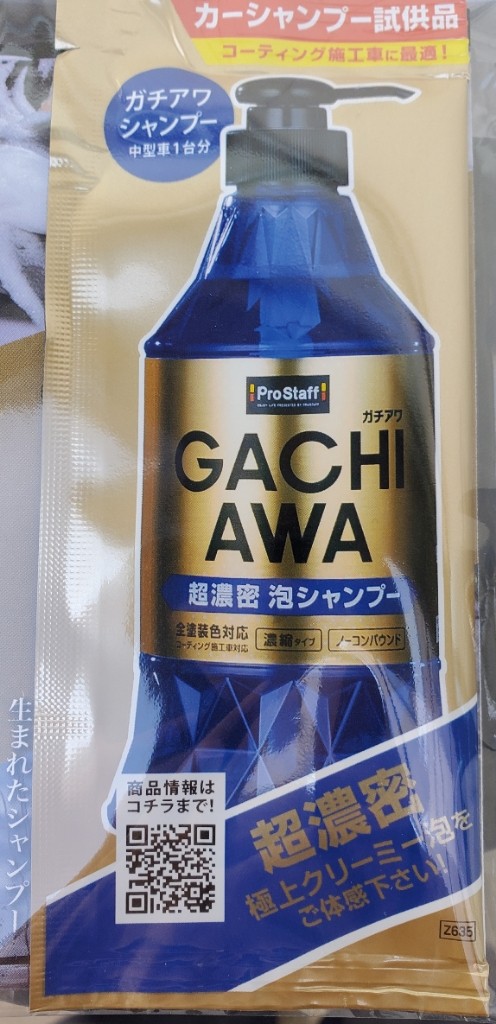 カーシャンプー試供品
コーティング施工車に最適!
ガチアワ
シャンプー
中型車1台分
ProStaff
ガチアワ
GACHI
AWA
超濃密 泡シャンプー
全塗装色対応
コーティング施工車対応
濃縮タイプ
ノーコンパウンド
商品情報は
コチラまで!
超濃密
極上クリーミー泡を
ご体感下さい!
Z635
生まれたシャンプー